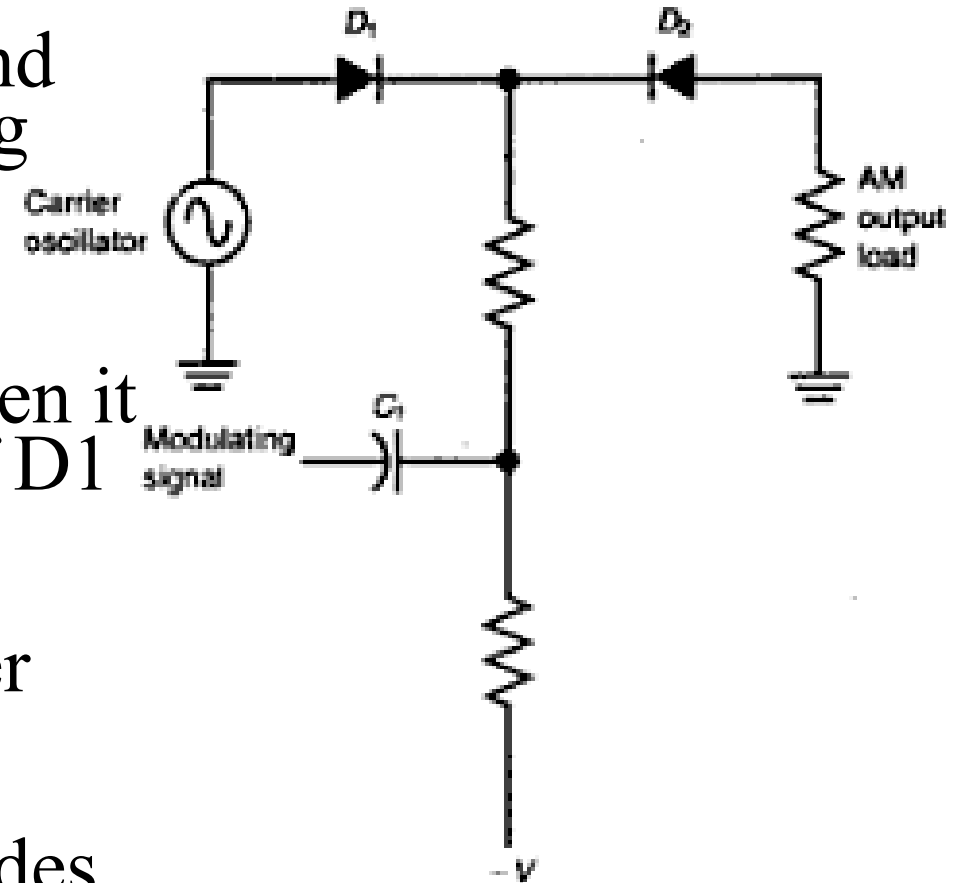 nd
g
D₁
D₂
Carrier
oscillator
AM
output
load
en it
D1
C₁
Modulating
signal
er
des
–V